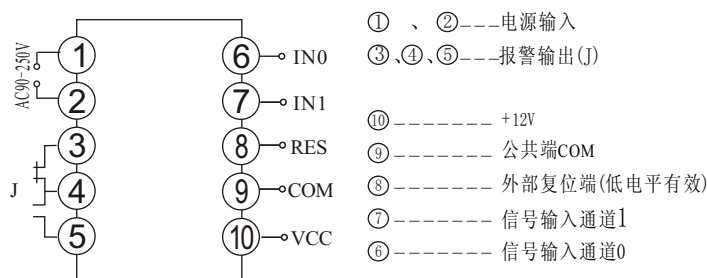 AC90-250V
1
2
3
4
5
J
6 IN0
7 IN1
8 RES
9 COM
10 VCC
① 、 ②---电源输入
③、④、⑤---报警输出(J)
⑩------- +12V
⑨------- 公共端COM
⑧------- 外部复位端(低电平有效)
⑦------- 信号输入通道1
⑥------- 信号输入通道0